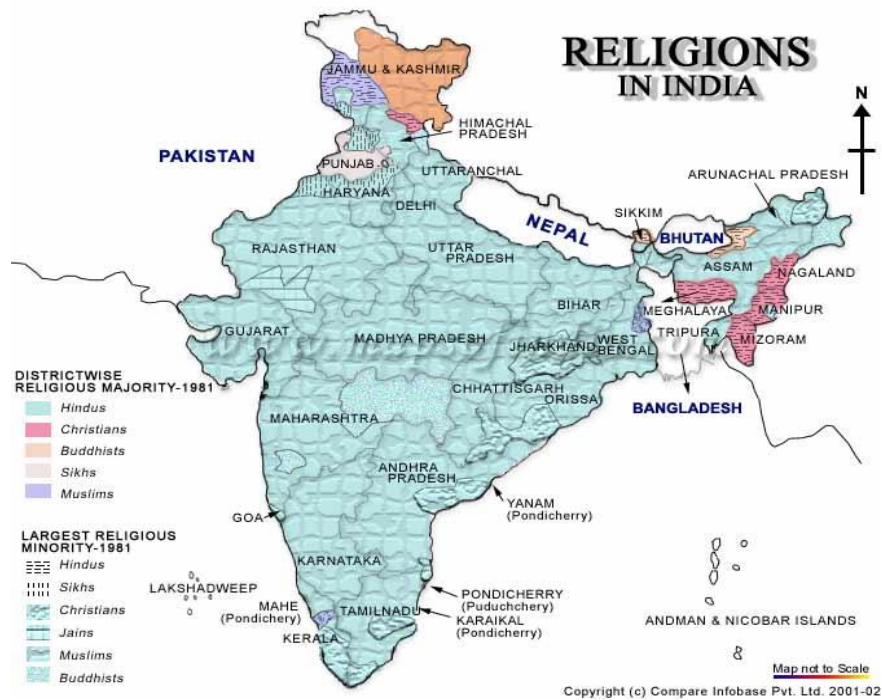 RELIGIONS
IN INDIA
N
JAMMU & KASHMIR
HIMACHAL
PRADESH
PAKISTAN
PUNJAB
UTTARANCHAL
HARYANA
DELHI
ARUNACHAL PRADESH
NEPAL
SIKKIM
BHUTAN
RAJASTHAN
UTTAR
PRADESH
ASSAM
NAGALAND
BIHAR
MEGHALAYA
MANIPUR
GUJARAT
MADHYA PRADESH
JHARKHAND
WEST
BENGAL
TRIPURA
MIZORAM
CHHATTISGARH
ORISSA
BANGLADESH
MAHARASHTRA
DISTRICTWISE
RELIGIOUS MAJORITY-1981
Hindus
Christians
Buddhists
Sikhs
Muslims
ANDHRA
PRADESH
YANAM
(Pondicherry)
GOA
LARGEST RELIGIOUS
MINORITY-1981
Hindus
Sikhs
Christians
Jains
Muslims
Buddhists
KARNATAKA
LAKSHADWEEP
MAHE
(Pondichery)
TAMILNADU
KERALA
PONDICHERRY
(Puduchchery)
KARAIKAL
(Pondicherry)
ANDMAN & NICOBAR ISLANDS
Map not to Scale
Copyright (c) Compare Infobase Pvt. Ltd. 2001-02